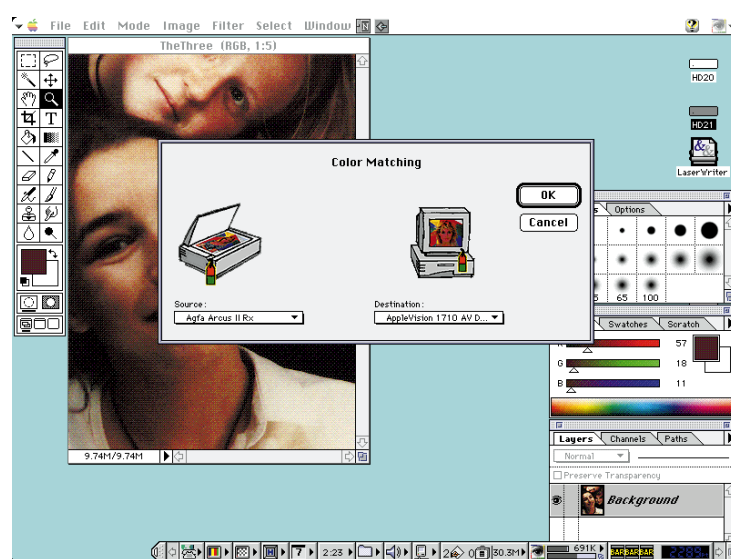 File Edit Mode Image Filter Select Window
TheThree (RGB, 1:5)
HD20
HD21
LaserWriter
Color Matching
OK
Cancel
Source:
Destination:
Agfa Arcus II Rx
AppleVision 1710 AV D...
Options
65 100
Swatches Scratch
57
G 18
B 11
Layers Channels Paths
Normal
Preserve Transparency
Background
9.74M/9.74M
7 2:23 30.3M 691K BARBARBAR